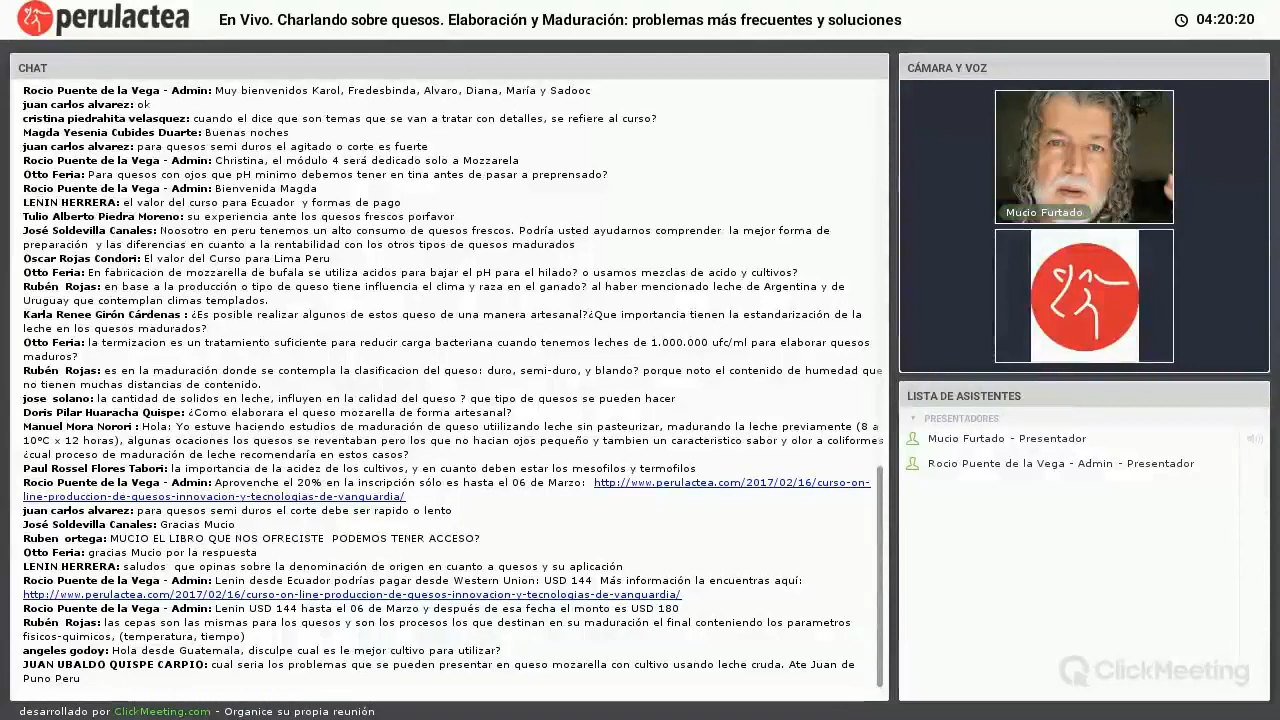 perulactea
En Vivo. Charlando sobre quesos. Elaboración y Maduración: problemas más frecuentes y soluciones
04:20:20
CHAT
Rocio Puente de la Vega - Admin: Muy bienvenidos Karol, Fredesbinda, Alvaro, Diana, María y Sadooc
juan carlos alvarez: ok
cristina piedrahita velasquez: cuando el dice que son temas que se van a tratar con detalles, se refiere al curso?
Magda Yesenia Cubides Duarte: Buenas noches
juan carlos alvarez: para quesos semi duros el agitado o corte es fuerte
Rocio Puente de la Vega - Admin: Christina, el módulo 4 será dedicado solo a Mozzarela
Otto Feria: Para quesos con ojos que pH minimo debemos tener en tina antes de pasar a preprensado?
Rocio Puente de la Vega - Admin: Bienvenida Magda
LENIN HERRERA: el valor del curso para Ecuador y formas de pago
Tulio Alberto Piedra Moreno: su experiencia ante los quesos frescos porfavor
José Soldevilla Canales: Noosotro en peru tenemos un alto consumo de quesos frescos. Podría usted ayudarnos comprender la mejor forma de
preparación y las diferencias en cuanto a la rentabilidad con los otros tipos de quesos madurados
Oscar Rojas Condori: El valor del Curso para Lima Peru
Otto Feria: En fabricacion de mozzarella de bufala se utiliza acidos para bajar el pH para el hilado? o usamos mezclas de acido y cultivos?
Rubén Rojas: en base a la producción o tipo de queso tiene influencia el clima y raza en el ganado? al haber mencionado leche de Argentina y de
Uruguay que contemplan climas templados.
Karla Renee Girón Cárdenas : ¿Es posible realizar algunos de estos queso de una manera artesanal?¿Que importancia tienen la estandarización de la
leche en los quesos madurados?
Otto Feria: la termizacion es un tratamiento suficiente para reducir carga bacteriana cuando tenemos leches de 1.000.000 ufc/ml para elaborar quesos
maduros?
Rubén Rojas: es en la maduración donde se contempla la clasificacion del queso: duro, semi-duro, y blando? porque noto el contenido de humedad que
no tienen muchas distancias de contenido.
jose solano: la cantidad de solidos en leche, influyen en la calidad del queso ? que tipo de quesos se pueden hacer
Doris Pilar Huaracha Quispe: ¿Como elaborara el queso mozarella de forma artesanal?
Manuel Mora Norori : Hola: Yo estuve haciendo estudios de maduración de queso utiilizando leche sin pasteurizar, madurando la leche previamente (8 a
10ºC x 12 horas), algunas ocaciones los quesos se reventaban pero los que no hacian ojos pequeño y tambien un caracteristico sabor y olor a coliformes
¿cual proceso de maduración de leche recomendaría en estos casos?
Paul Rossel Flores Tabori: la importancia de la acidez de los cultivos, y en cuanto deben estar los mesofilos y termofilos
Rocio Puente de la Vega - Admin: Aprovenche el 20% en la inscripción sólo es hasta el 06 de Marzo: http://www.perulactea.com/2017/02/16/curso-on-
line-produccion-de-quesos-innovacion-y-tecnologias-de-vanguardia/
juan carlos alvarez: para quesos semi duros el corte debe ser rapido o lento
José Soldevilla Canales: Gracias Mucio
Ruben ortega: MUCIO EL LIBRO QUE NOS OFRECISTE PODEMOS TENER ACCESO?
Otto Feria: gracias Mucio por la respuesta
LENIN HERRERA: saludos que opinas sobre la denominación de origen en cuanto a quesos y su aplicación
Rocio Puente de la Vega - Admin: Lenin desde Ecuador podrías pagar desde Western Union: USD 144 Más información la encuentras aquí:
http://www.perulactea.com/2017/02/16/curso-on-line-produccion-de-quesos-innovacion-y-tecnologias-de-vanguardia/
Rocio Puente de la Vega - Admin: Lenin USD 144 hasta el 06 de Marzo y después de esa fecha el monto es USD 180
Rubén Rojas: las cepas son las mismas para los quesos y son los procesos los que destinan en su maduración el final conteniendo los parametros
fisicos-quimicos, (temperatura, tiempo)
angeles godoy: Hola desde Guatemala, disculpe cual es le mejor cultivo para utilizar?
JUAN UBALDO QUISPE CARPIO: cual seria los problemas que se pueden presentar en queso mozarella con cultivo usando leche cruda. Ate Juan de
Puno Peru
CÁMARA Y VOZ
Mucio Furtado
LISTA DE ASISTENTES
PRESENTADORES
Mucio Furtado - Presentador
Rocio Puente de la Vega - Admin - Presentador
ClickMeeting
desarrollado por ClickMeeting.com - Organice su propia reunión